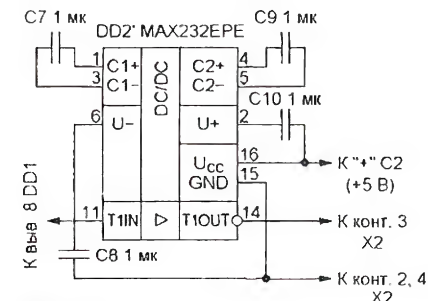 C7 1 мк
DD2' MAX232EPE
C9 1 мк
1
C1+
DC/DC
C2+
4
3
C1−
C2−
5
C10 1 мк
6
U−
U+
2
UCC
16
К "+" C2
(+5 В)
GND
15
К выв 8 DD1
11
T1IN
▷
T1OUT
14
К конт. 3
X2
C8 1 мк
К конт. 2, 4
X2